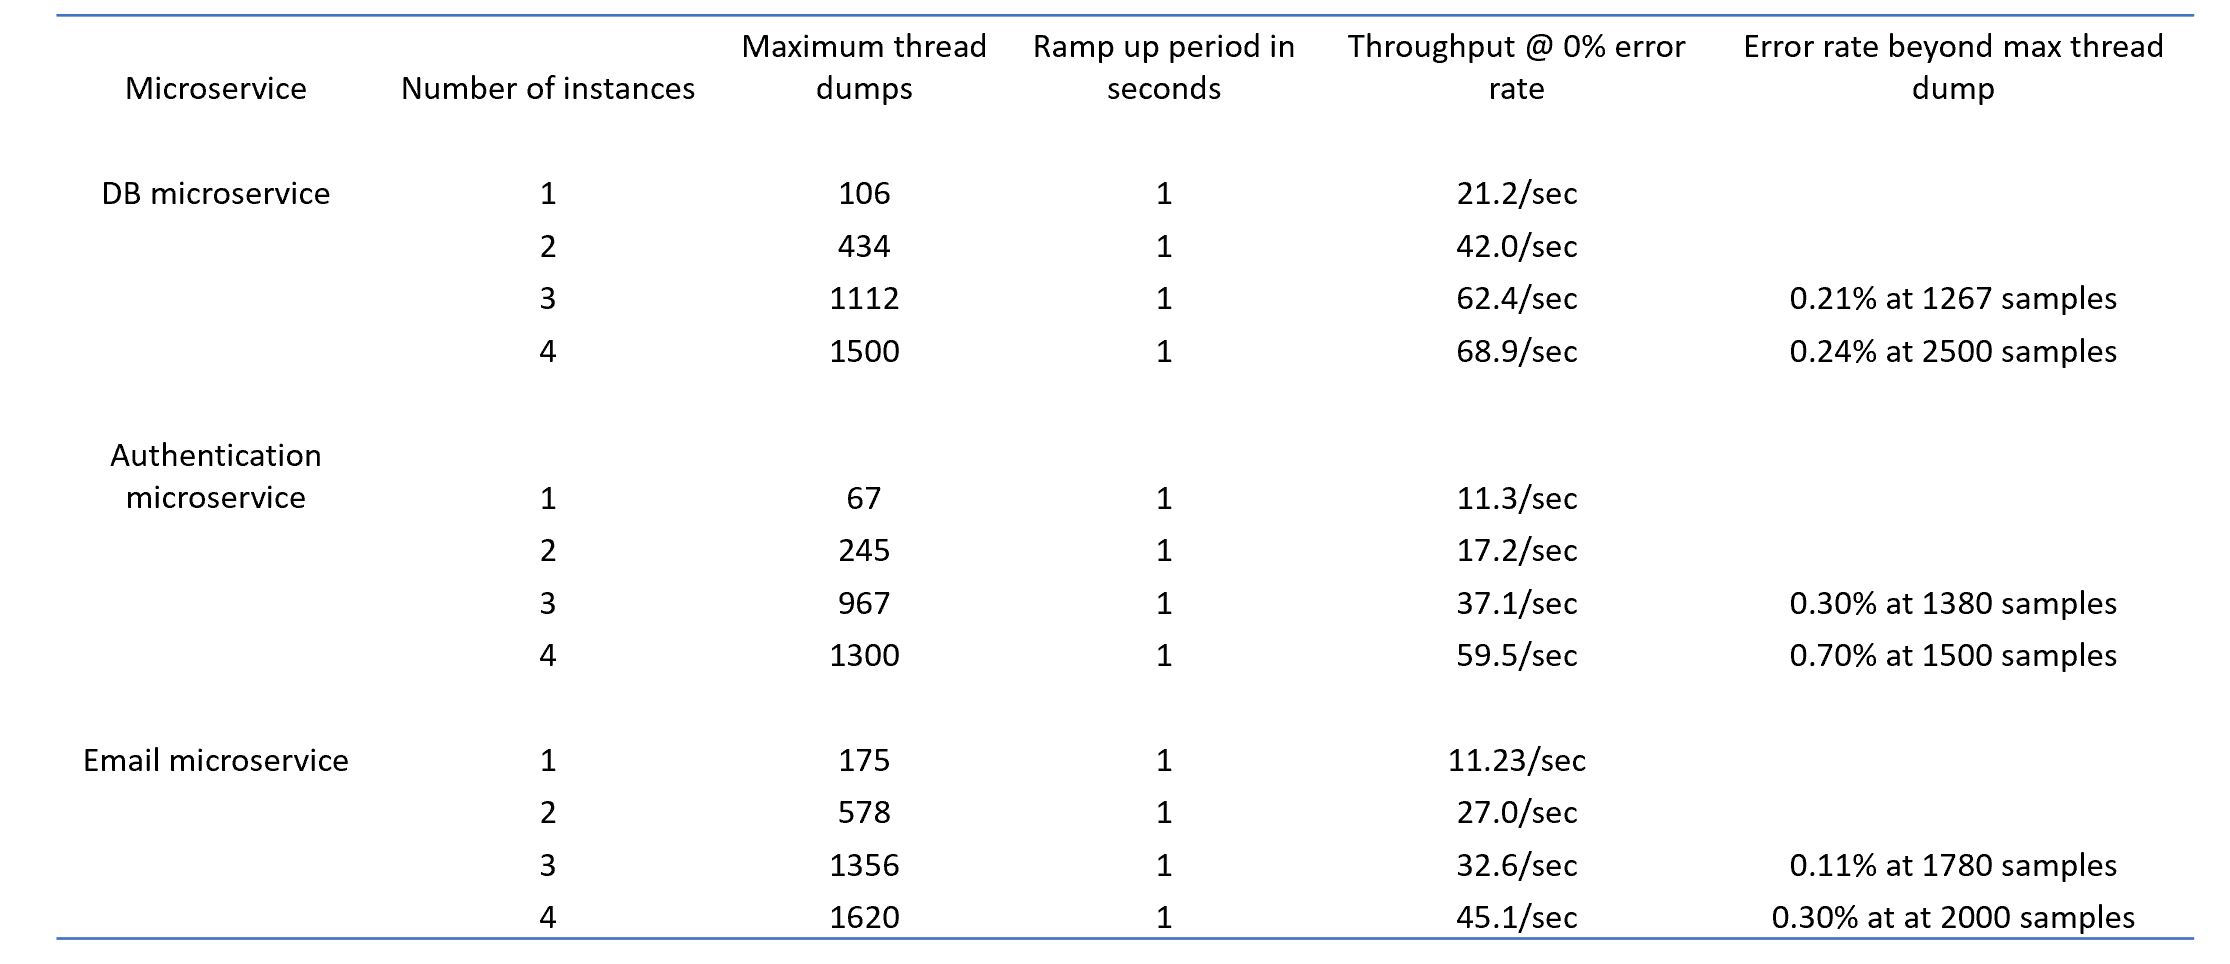 Microservice Number of instances Maximum thread dumps Ramp up period in seconds Throughput @ 0% error rate Error rate beyond max thread dump
DB microservice 1 106 1 21.2/sec
2 434 1 42.0/sec
3 1112 1 62.4/sec 0.21% at 1267 samples
4 1500 1 68.9/sec 0.24% at 2500 samples
Authentication microservice 1 67 1 11.3/sec
2 245 1 17.2/sec
3 967 1 37.1/sec 0.30% at 1380 samples
4 1300 1 59.5/sec 0.70% at 1500 samples
Email microservice 1 175 1 11.23/sec
2 578 1 27.0/sec
3 1356 1 32.6/sec 0.11% at 1780 samples
4 1620 1 45.1/sec 0.30% at at 2000 samples